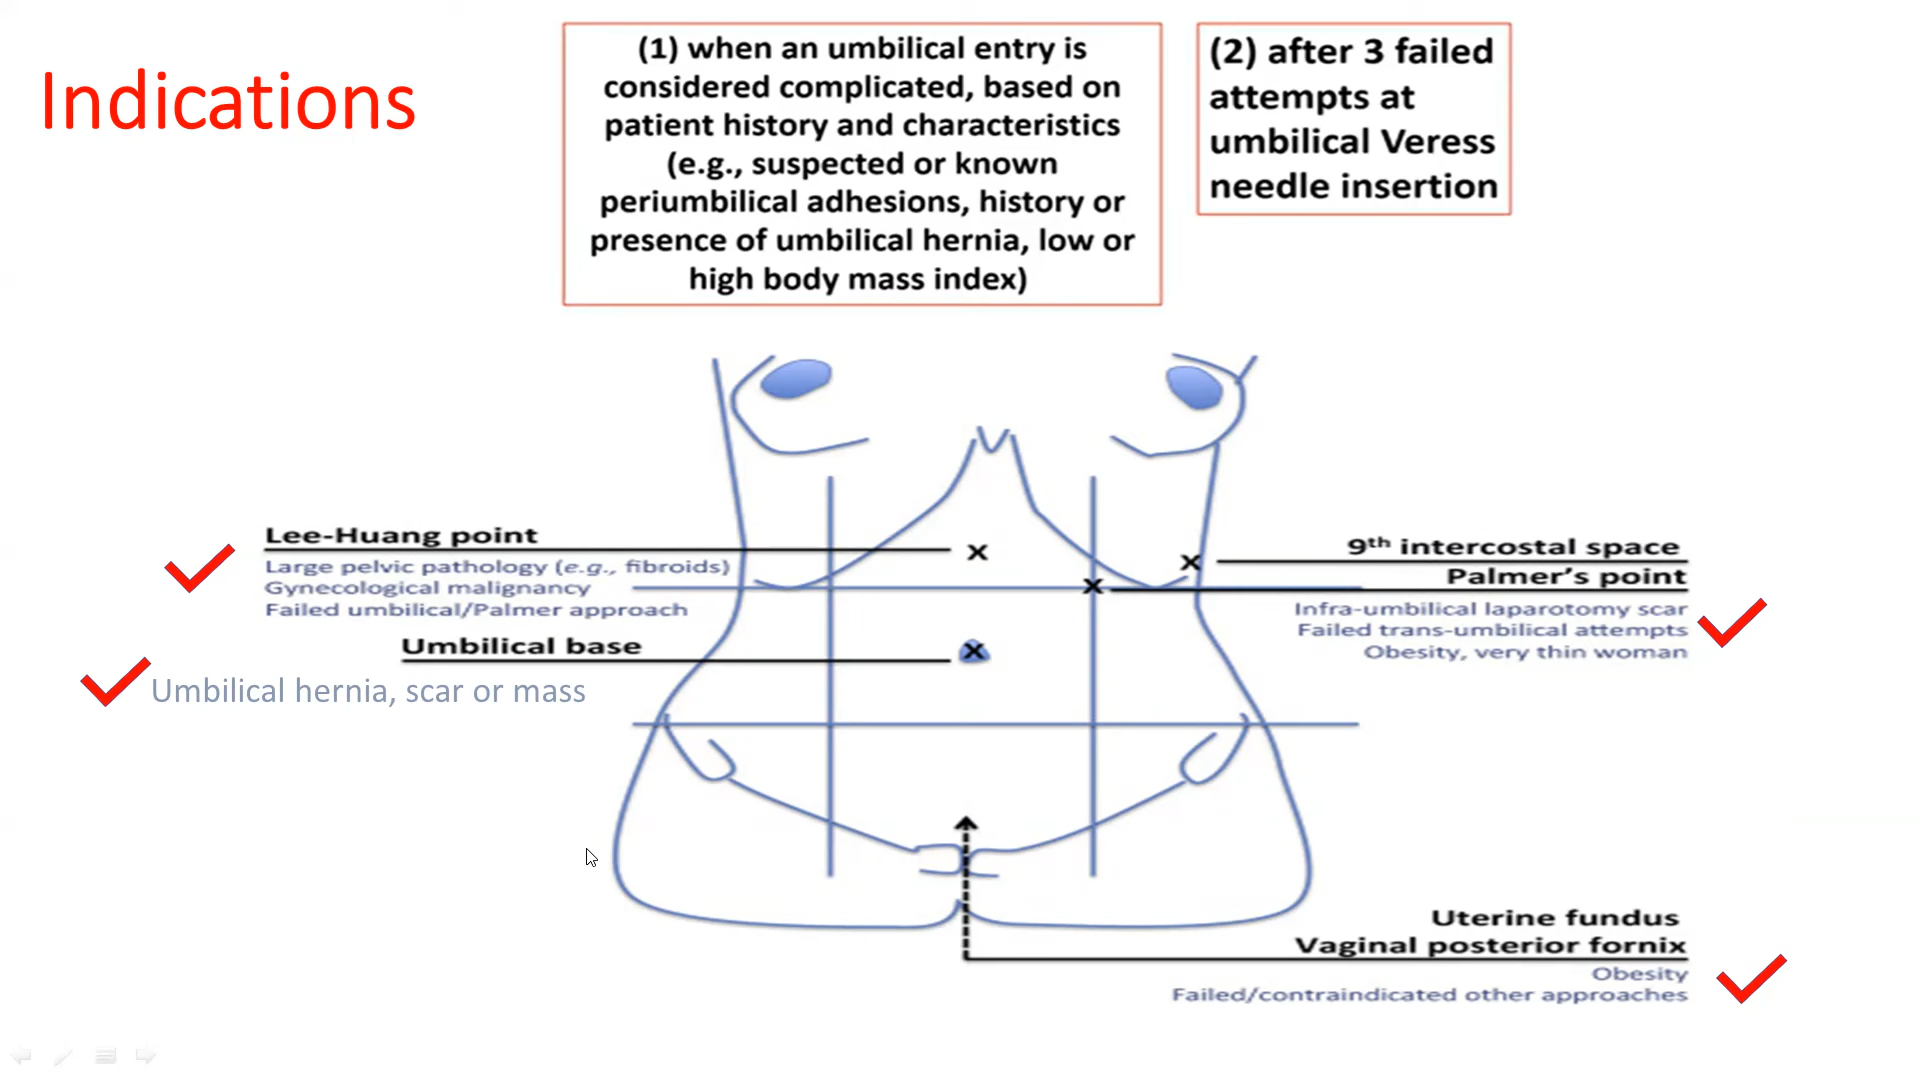 Indications
(1) when an umbilical entry is
considered complicated, based on
patient history and characteristics
(e.g., suspected or known
periumbilical adhesions, history or
presence of umbilical hernia, low or
high body mass index)
(2) after 3 failed
attempts at
umbilical Veress
needle insertion
Lee-Huang point
Large pelvic pathology (e.g., fibroids)
Gynecological malignancy
Failed umbilical/Palmer approach
Umbilical base
Umbilical hernia, scar or mass
9th intercostal space
Palmer's point
Infra-umbilical laparotomy scar
Failed trans-umbilical attempts
Obesity, very thin woman
x
x
x
x
Uterine fundus
Vaginal posterior fornix
Obesity
Failed/contraindicated other approaches